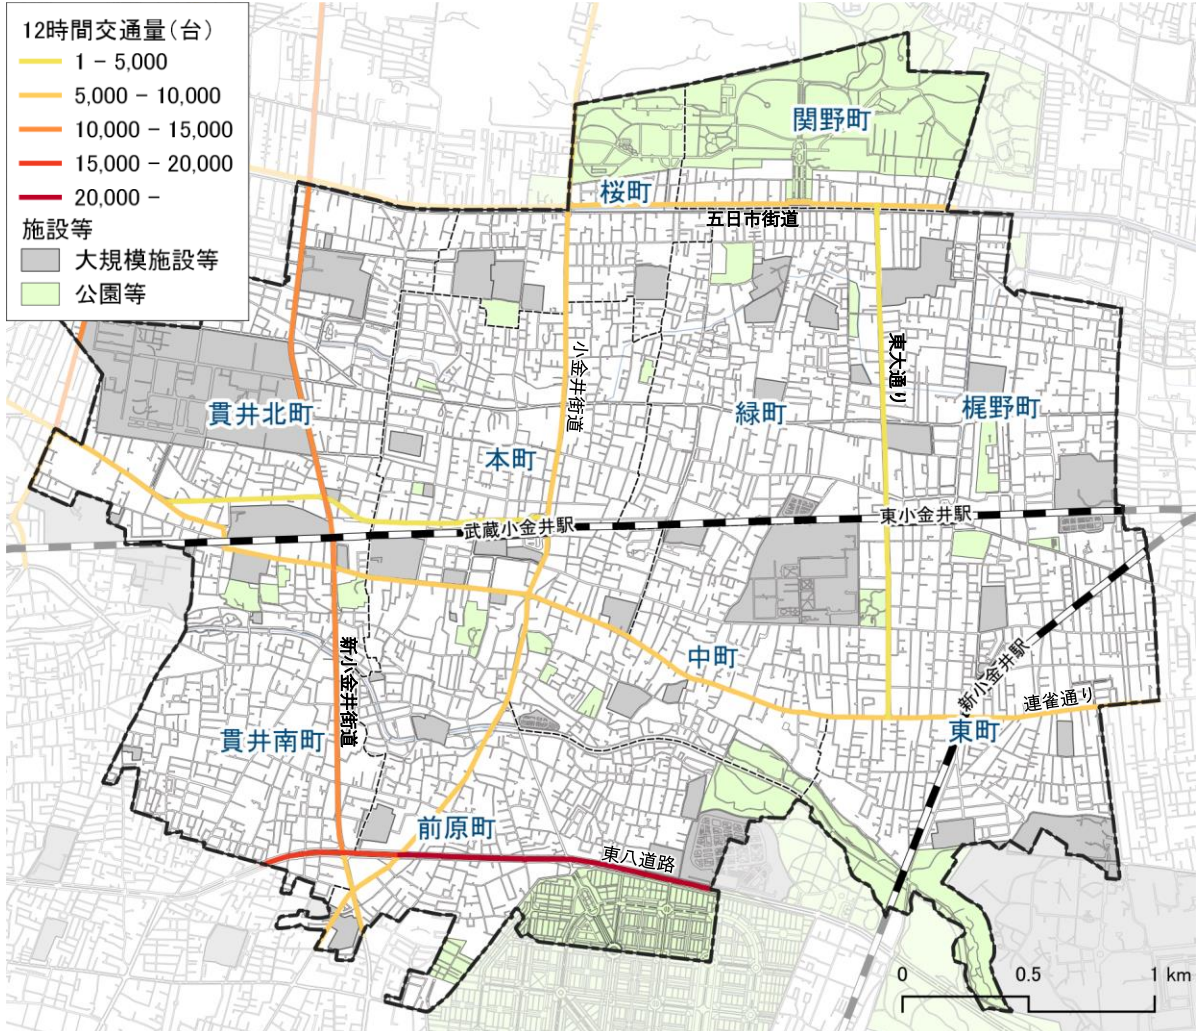 12時間交通量(台)
1 – 5,000
5,000 – 10,000
10,000 – 15,000
15,000 – 20,000
20,000 –
施設等
大規模施設等
公園等
関野町
桜町
五日市街道
小金井街道
東大通り
貫井北町
本町
緑町
梶野町
武蔵小金井駅
東小金井駅
新小金井街道
中町
新小金井駅
連雀通り
東町
貫井南町
前原町
東八道路
0 0.5 1 km